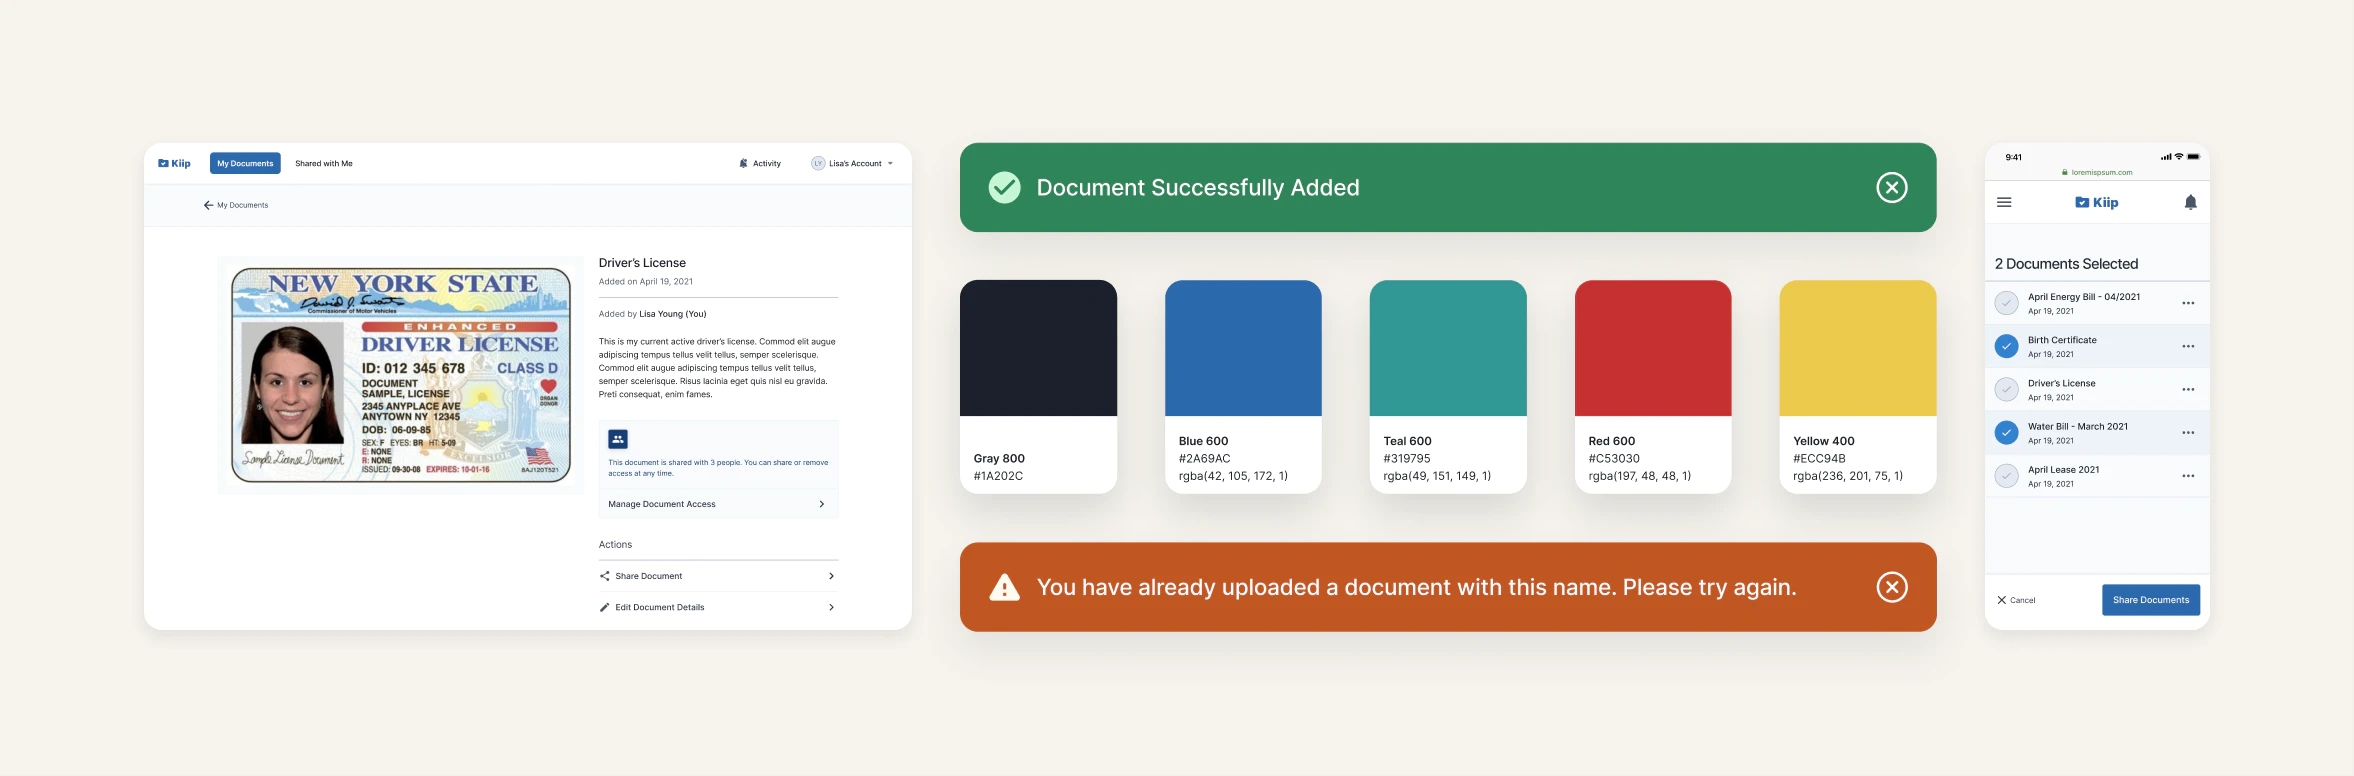 Kiip
My Documents
Shared with Me
Activity
LY
Lisa's Account
My Documents
NEW YORK STATE
David J. Swarts
Commissioner of Motor Vehicles
ENHANCED
DRIVER LICENSE
ID: 012 345 678 CLASS D
DOCUMENT
SAMPLE, LICENSE
2345 ANYPLACE AVE
ANYTOWN NY 12345
DOB: 06-09-85
SEX: F EYES: BR HT: 5-09
E: NONE
R: NONE
ISSUED: 09-30-08 EXPIRES: 10-01-16
ORGAN
DONOR
EXCELSIOR
Sample License Document
8AJ120T521
Driver's License
Added on April 19, 2021
Added by Lisa Young (You)
This is my current active driver's license. Commod elit augue
adipiscing tempus tellus velit tellus, semper scelerisque.
Commod elit augue adipiscing tempus tellus velit tellus,
semper scelerisque. Risus lacinia eget quis nisl eu gravida.
Preti consequat, enim fames.
This document is shared with 3 people. You can share or remove
access at any time.
Manage Document Access
Actions
Share Document
Edit Document Details
Document Successfully Added
Gray 800
#1A202C
Blue 600
#2A69AC
rgba(42, 105, 172, 1)
Teal 600
#319795
rgba(49, 151, 149, 1)
Red 600
#C53030
rgba(197, 48, 48, 1)
Yellow 400
#ECC94B
rgba(236, 201, 75, 1)
You have already uploaded a document with this name. Please try again.
9:41
loremispsum.com
Kiip
2 Documents Selected
April Energy Bill - 04/2021
Apr 19, 2021
Birth Certificate
Apr 19, 2021
Driver's License
Apr 19, 2021
Water Bill - March 2021
Apr 19, 2021
April Lease 2021
Apr 19, 2021
Cancel
Share Documents